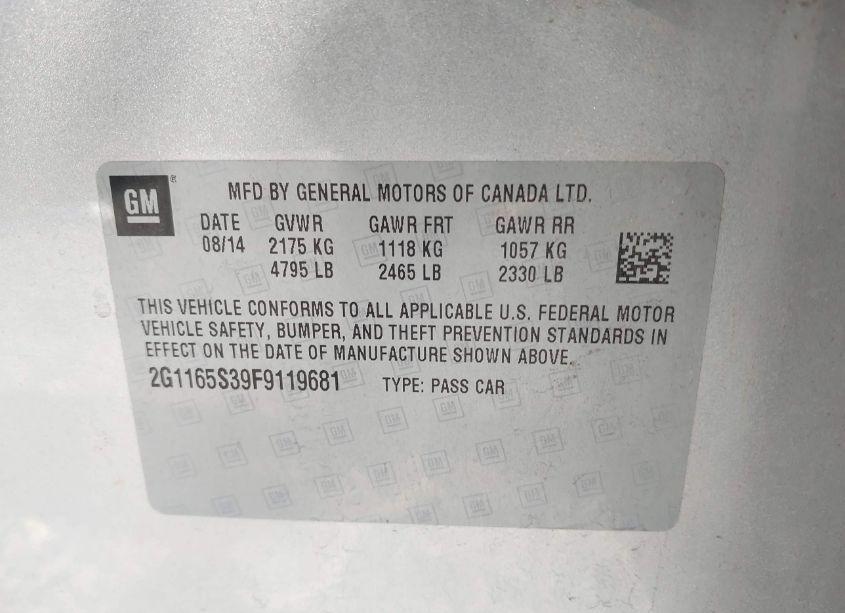 GM
MFD BY GENERAL MOTORS OF CANADA LTD.
DATE GVWR GAWR FRT GAWR RR
08/14 2175 KG 1118 KG 1057 KG
4795 LB 2465 LB 2330 LB
THIS VEHICLE CONFORMS TO ALL APPLICABLE U.S. FEDERAL MOTOR
VEHICLE SAFETY, BUMPER, AND THEFT PREVENTION STANDARDS IN
EFFECT ON THE DATE OF MANUFACTURE SHOWN ABOVE.
2G1165S39F9119681 TYPE: PASS CAR